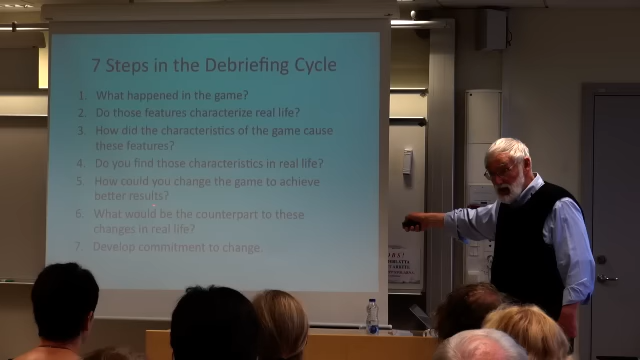 7 Steps in the Debriefing Cycle
1. What happened in the game?
2. Do those features characterize real life?
3. How did the characteristics of the game cause
these features?
4. Do you find those characteristics in real life?
5. How could you change the game to achieve
better results?
6. What would be the counterpart to these
changes in real life?
7. Develop commitment to change.